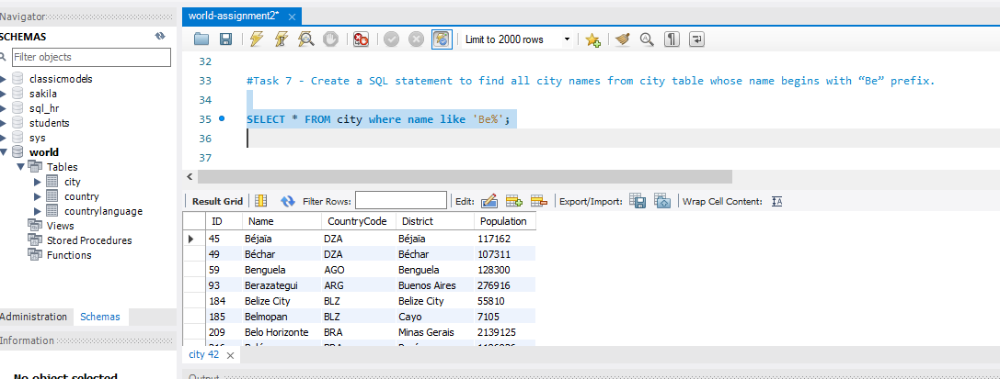 Navigator
SCHEMAS
Filter objects
classicmodels
sakila
sql_hr
students
sys
world
Tables
city
country
countrylanguage
Views
Stored Procedures
Functions
Administration Schemas
Information
No object selected
world-assignment2*
Limit to 2000 rows
32
33 #Task 7 - Create a SQL statement to find all city names from city table whose name begins with “Be” prefix.
34
35 SELECT * FROM city where name like 'Be%';
36
37
Result Grid Filter Rows: Edit: Export/Import: Wrap Cell Content:
ID Name CountryCode District Population
45 Béjaïa DZA Béjaïa 117162
49 Béchar DZA Béchar 107311
59 Benguela AGO Benguela 128300
93 Berazategui ARG Buenos Aires 276916
184 Belize City BLZ Belize City 55810
185 Belmopan BLZ Cayo 7105
209 Belo Horizonte BRA Minas Gerais 2139125
city 42
Output